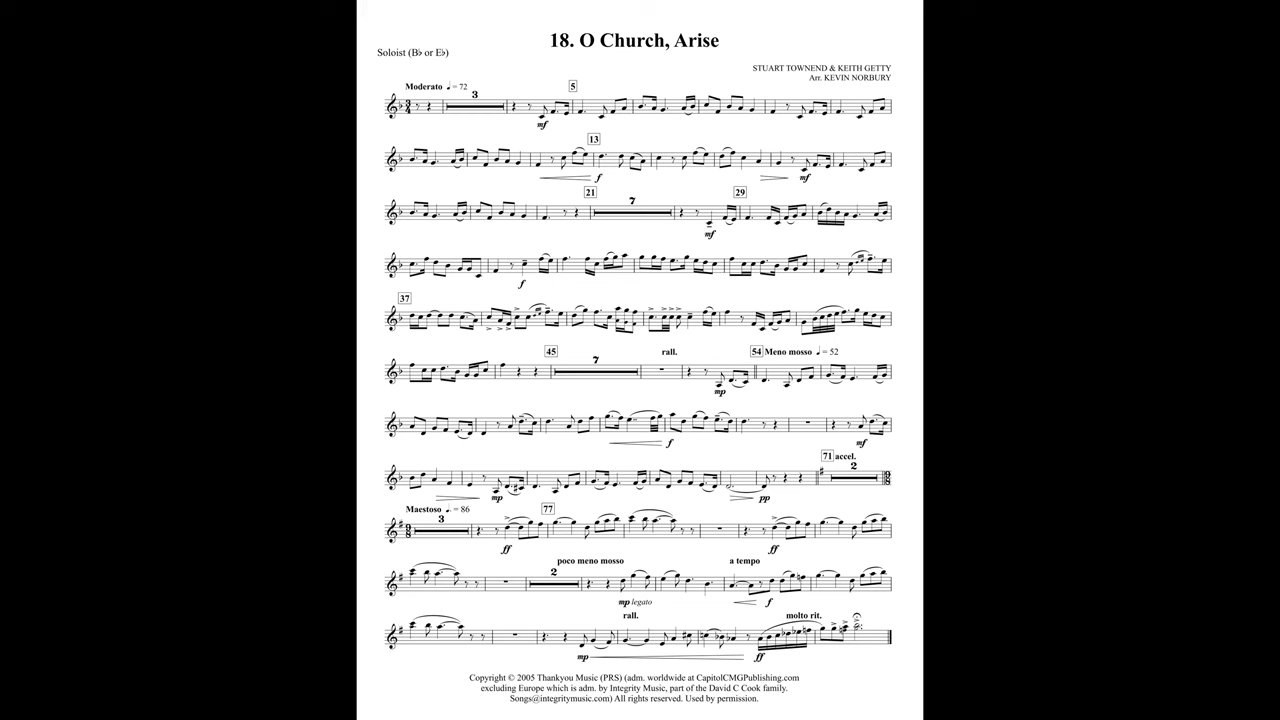 18. O Church, Arise
Soloist (B♭ or E♭)
STUART TOWNEND & KEITH GETTY
Arr. KEVIN NORBURY
Moderato ♩ = 72
3
5
mf
13
f
mf
21
7
29
mf
f
37
45
7
rall.
54 Meno mosso ♩ = 52
mp
f
mf
71 accel.
2
mp
pp
Maestoso ♩. = 86
3
77
ff
ff
poco meno mosso
a tempo
2
mp legato
f
rall.
molto rit.
mp
ff
Copyright © 2005 Thankyou Music (PRS) (adm. worldwide at CapitolCMGPublishing.com
excluding Europe which is adm. by Integrity Music, part of the David C Cook family.
Songs@integritymusic.com) All rights reserved. Used by permission.